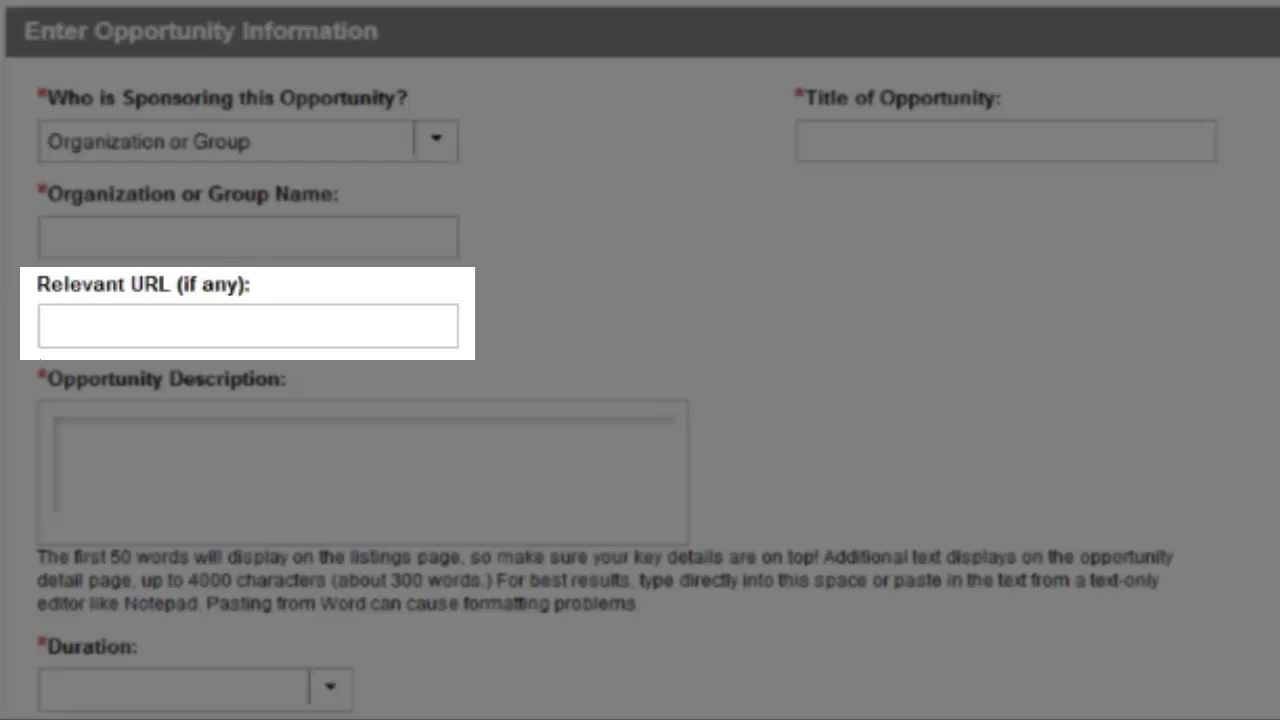 Enter Opportunity Information
*Who is Sponsoring this Opportunity?
*Title of Opportunity:
Organization or Group
*Organization or Group Name:
Relevant URL (if any):
*Opportunity Description:
The first 50 words will display on the listings page, so make sure your key details are on top! Additional text displays on the opportunity
detail page, up to 4000 characters (about 300 words.) For best results, type directly into this space or paste in the text from a text-only
editor like Notepad. Pasting from Word can cause formatting problems.
*Duration: